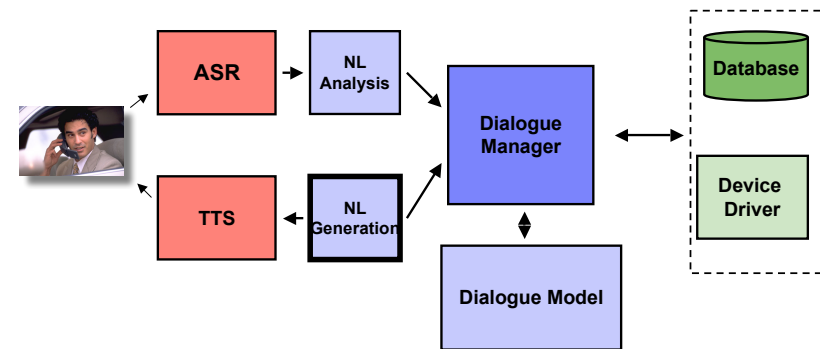 ASR
NL
Analysis
Dialogue
Manager
Database
TTS
NL
Generation
Device
Driver
Dialogue Model